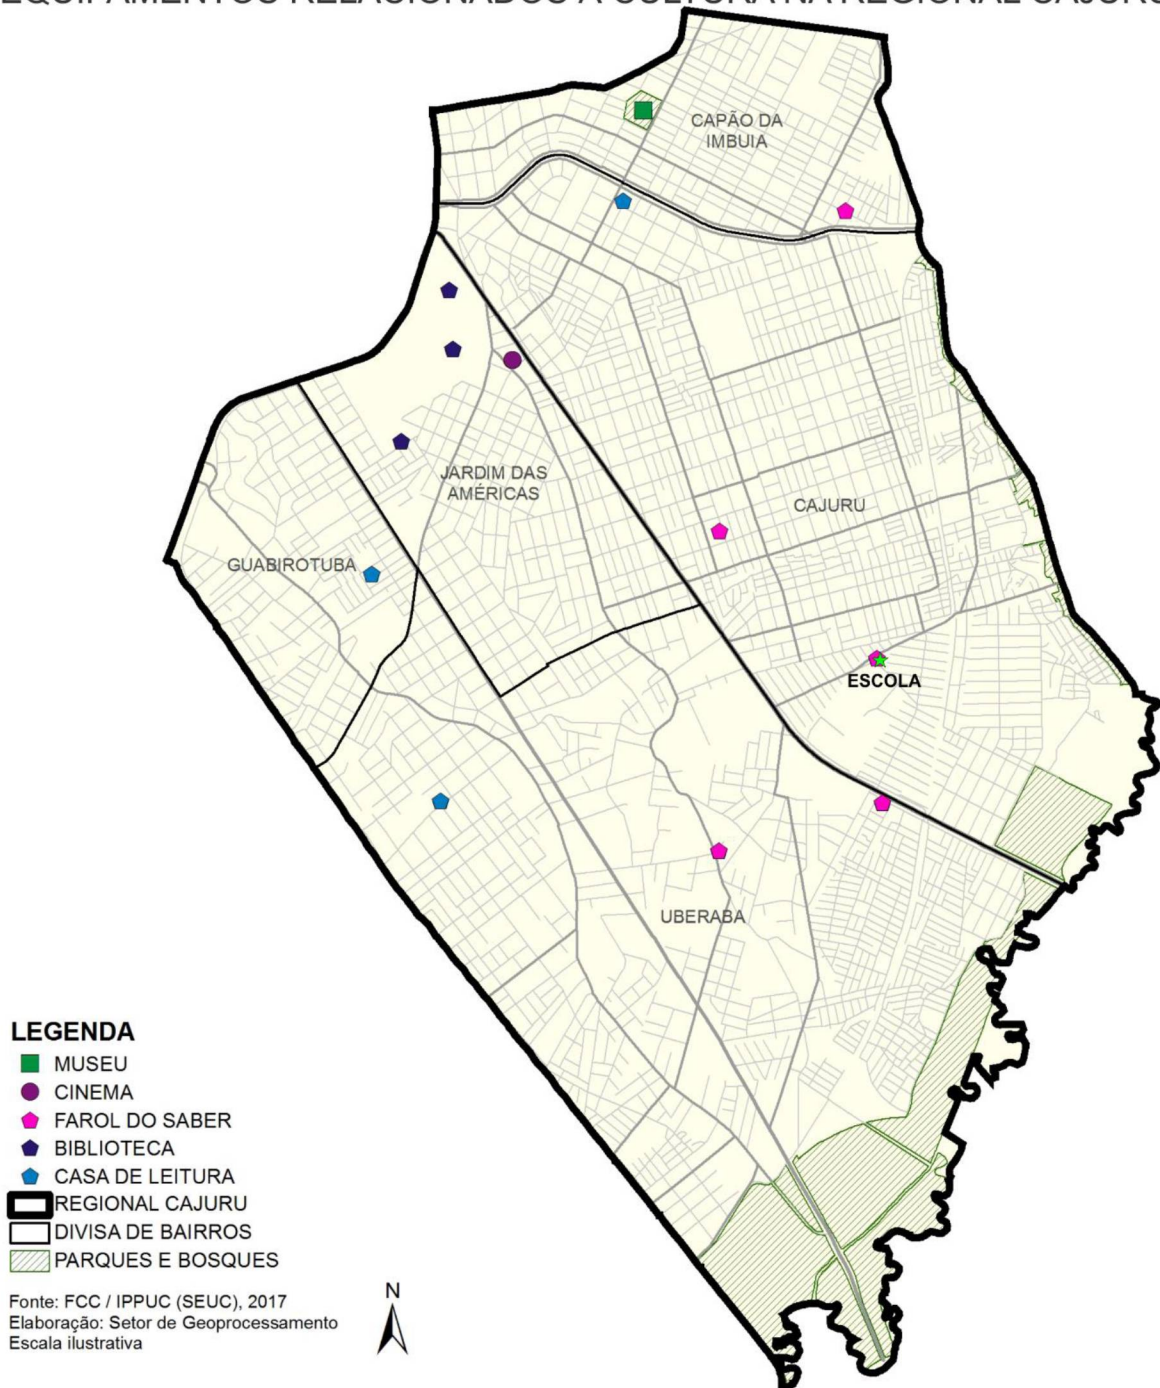 EQUIPAMENTOS RELACIONADOS À CULTURA NA REGIONAL CAJURU
CAPÃO DA
IMBUIA
JARDIM DAS
AMÉRICAS
CAJURU
GUABIROTUBA
ESCOLA
UBERABA
LEGENDA
MUSEU
CINEMA
FAROL DO SABER
BIBLIOTECA
CASA DE LEITURA
REGIONAL CAJURU
DIVISA DE BAIRROS
PARQUES E BOSQUES
Fonte: FCC / IPPUC (SEUC), 2017
Elaboração: Setor de Geoprocessamento
Escala ilustrativa
N